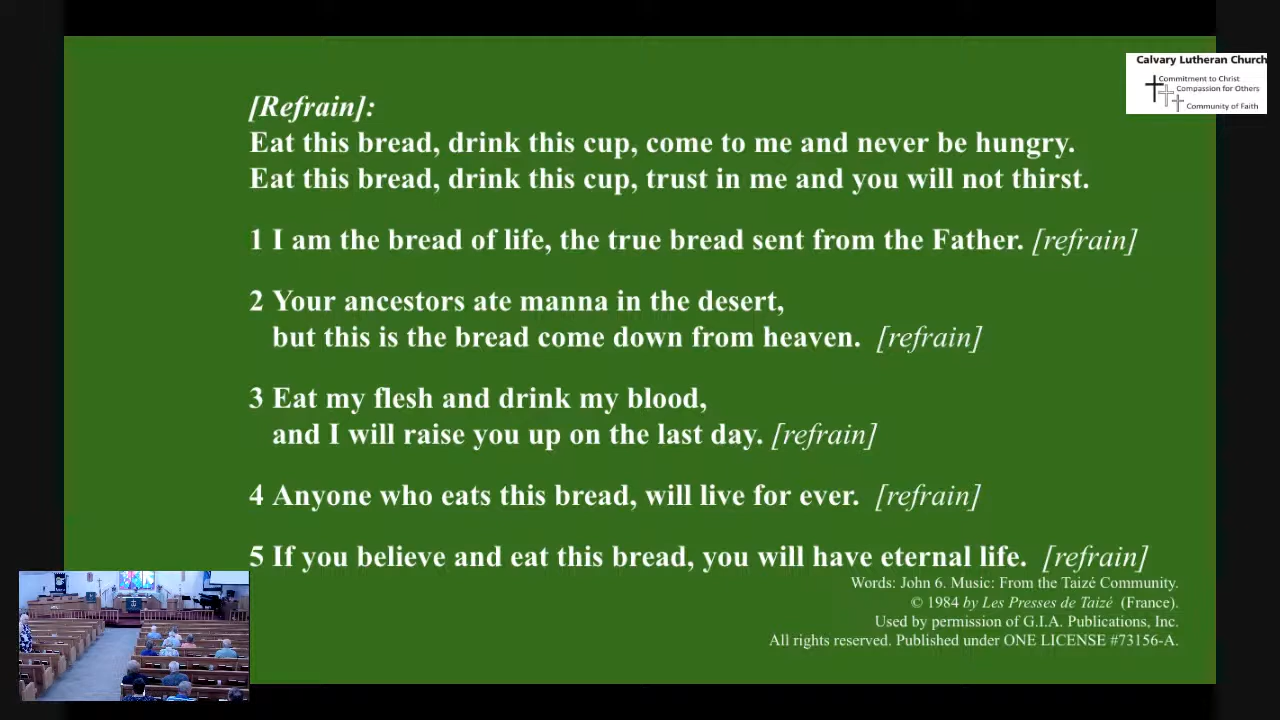 Calvary Lutheran Church
Commitment to Christ
Compassion for Others
Community of Faith
[Refrain]:
Eat this bread, drink this cup, come to me and never be hungry.
Eat this bread, drink this cup, trust in me and you will not thirst.
1 I am the bread of life, the true bread sent from the Father. [refrain]
2 Your ancestors ate manna in the desert,
but this is the bread come down from heaven. [refrain]
3 Eat my flesh and drink my blood,
and I will raise you up on the last day. [refrain]
4 Anyone who eats this bread, will live for ever. [refrain]
5 If you believe and eat this bread, you will have eternal life. [refrain]
Words: John 6. Music: From the Taizé Community.
© 1984 by Les Presses de Taizé (France).
Used by permission of G.I.A. Publications, Inc.
All rights reserved. Published under ONE LICENSE #73156-A.